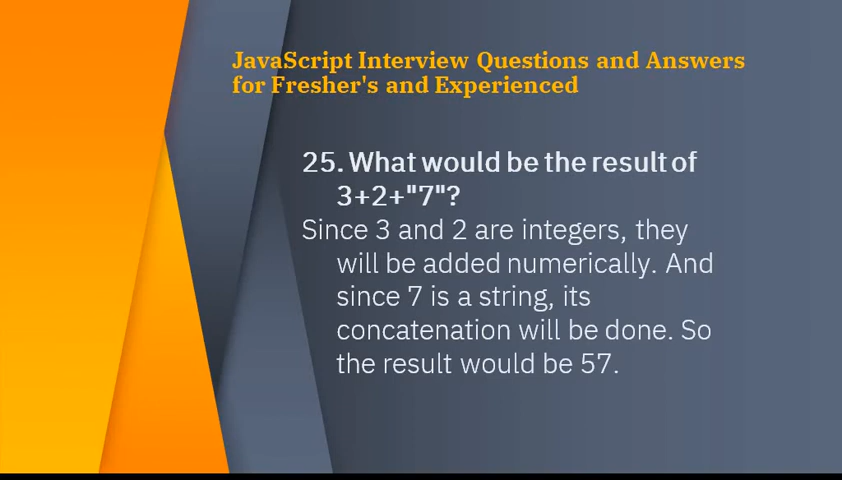 JavaScript Interview Questions and Answers
for Fresher's and Experienced
25. What would be the result of
3+2+"7"?
Since 3 and 2 are integers, they
will be added numerically. And
since 7 is a string, its
concatenation will be done. So
the result would be 57.